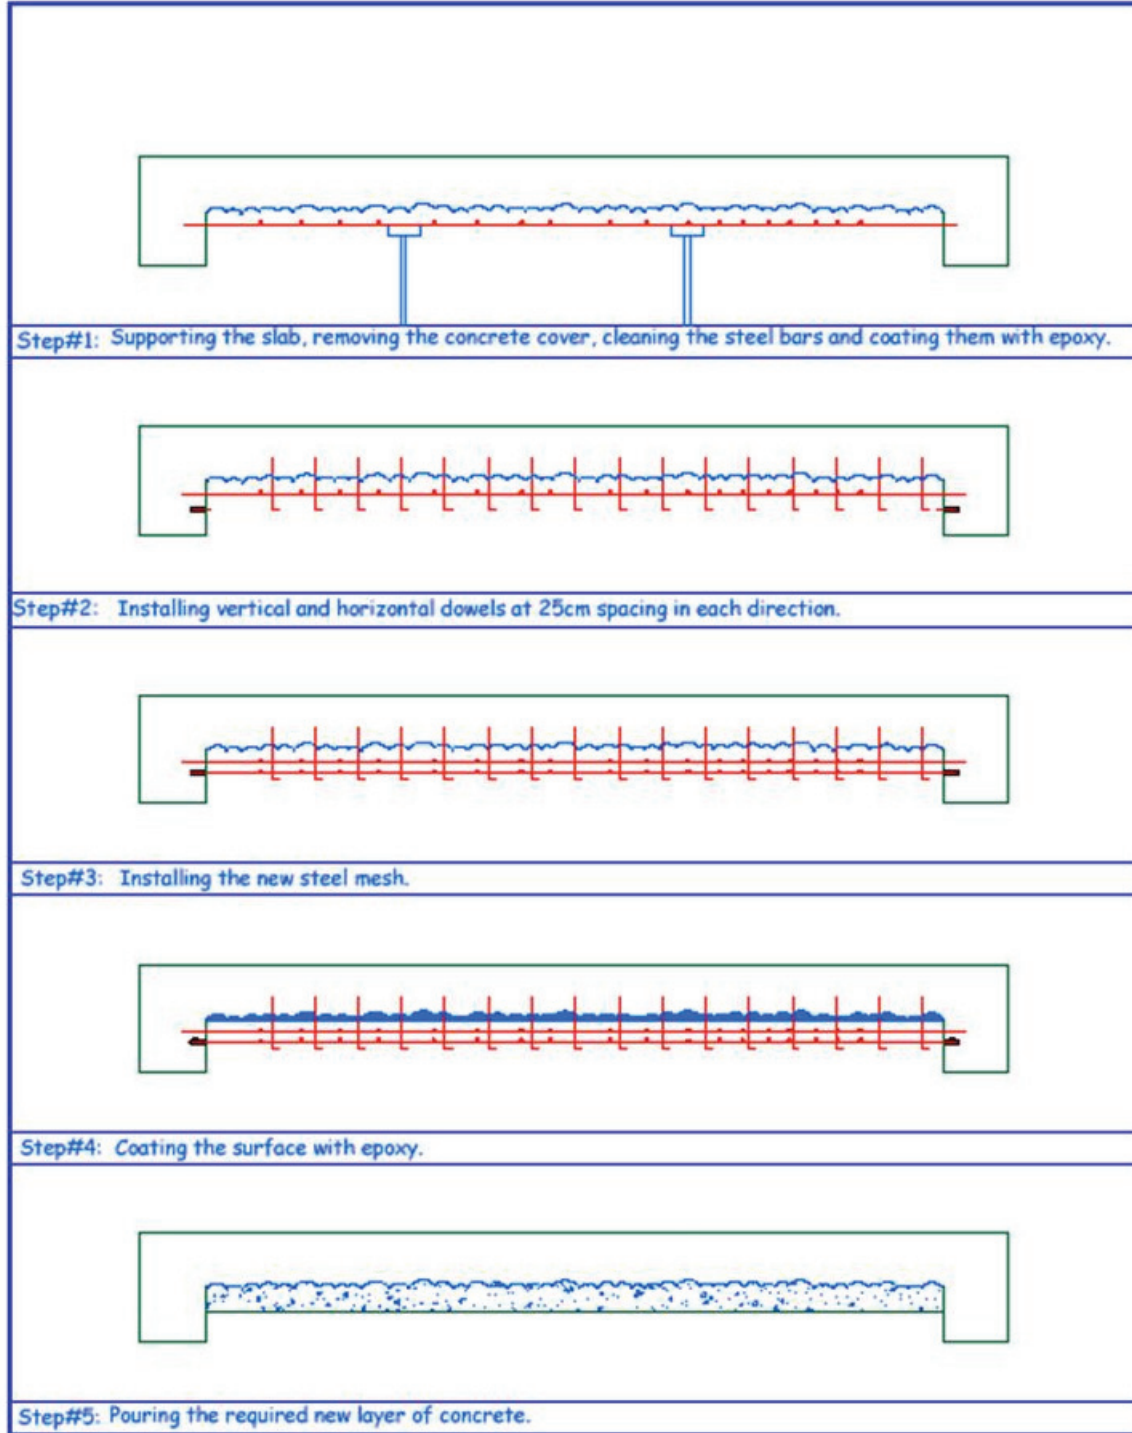 Step#1: Supporting the slab, removing the concrete cover, cleaning the steel bars and coating them with epoxy.
Step#2: Installing vertical and horizontal dowels at 25cm spacing in each direction.
Step#3: Installing the new steel mesh.
Step#4: Coating the surface with epoxy.
Step#5: Pouring the required new layer of concrete.